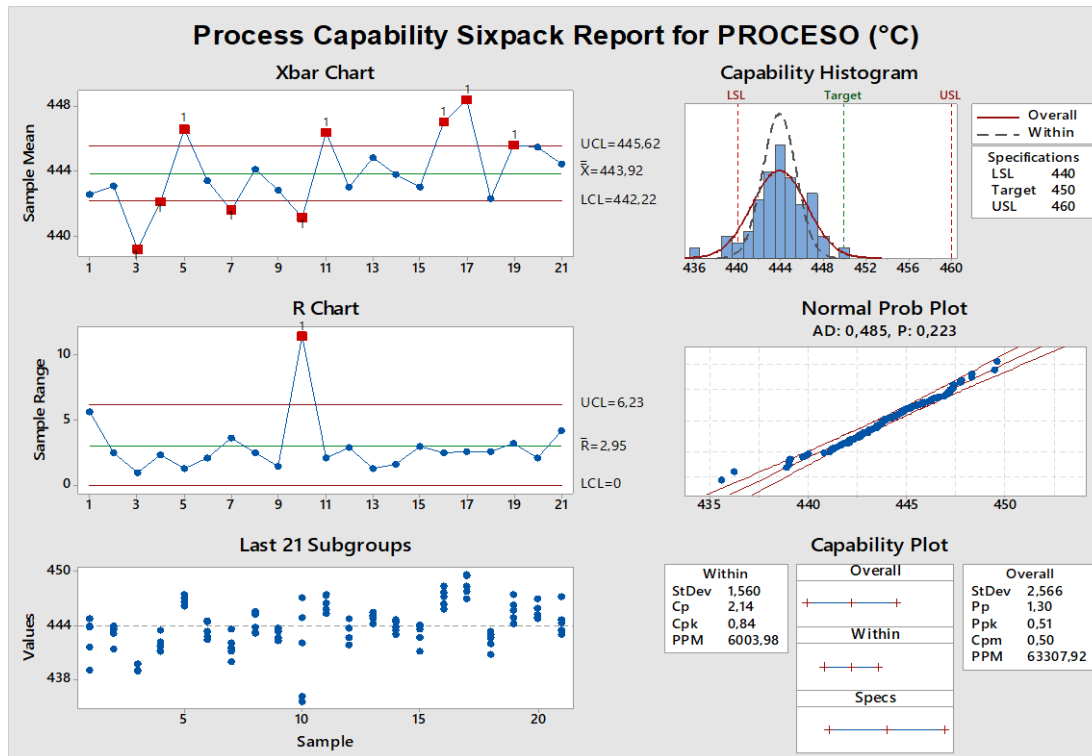 Process Capability Sixpack Report for PROCESO (°C)
Xbar Chart
Sample Mean
448
444
440
1
1
1
1
1
1
1
1
1
1
UCL=445,62
X̿=443,92
LCL=442,22
1 3 5 7 9 11 13 15 17 19 21
Capability Histogram
LSL Target USL
436 440 444 448 452 456 460
Overall
Within
Specifications
LSL 440
Target 450
USL 460
R Chart
Sample Range
10
5
0
1
UCL=6,23
R̅=2,95
LCL=0
1 3 5 7 9 11 13 15 17 19 21
Normal Prob Plot
AD: 0,485, P: 0,223
435 440 445 450
Last 21 Subgroups
Values
450
444
438
5 10 15 20
Sample
Capability Plot
Within
StDev 1,560
Cp 2,14
Cpk 0,84
PPM 6003,98
Overall
Within
Specs
Overall
StDev 2,566
Pp 1,30
Ppk 0,51
Cpm 0,50
PPM 63307,92